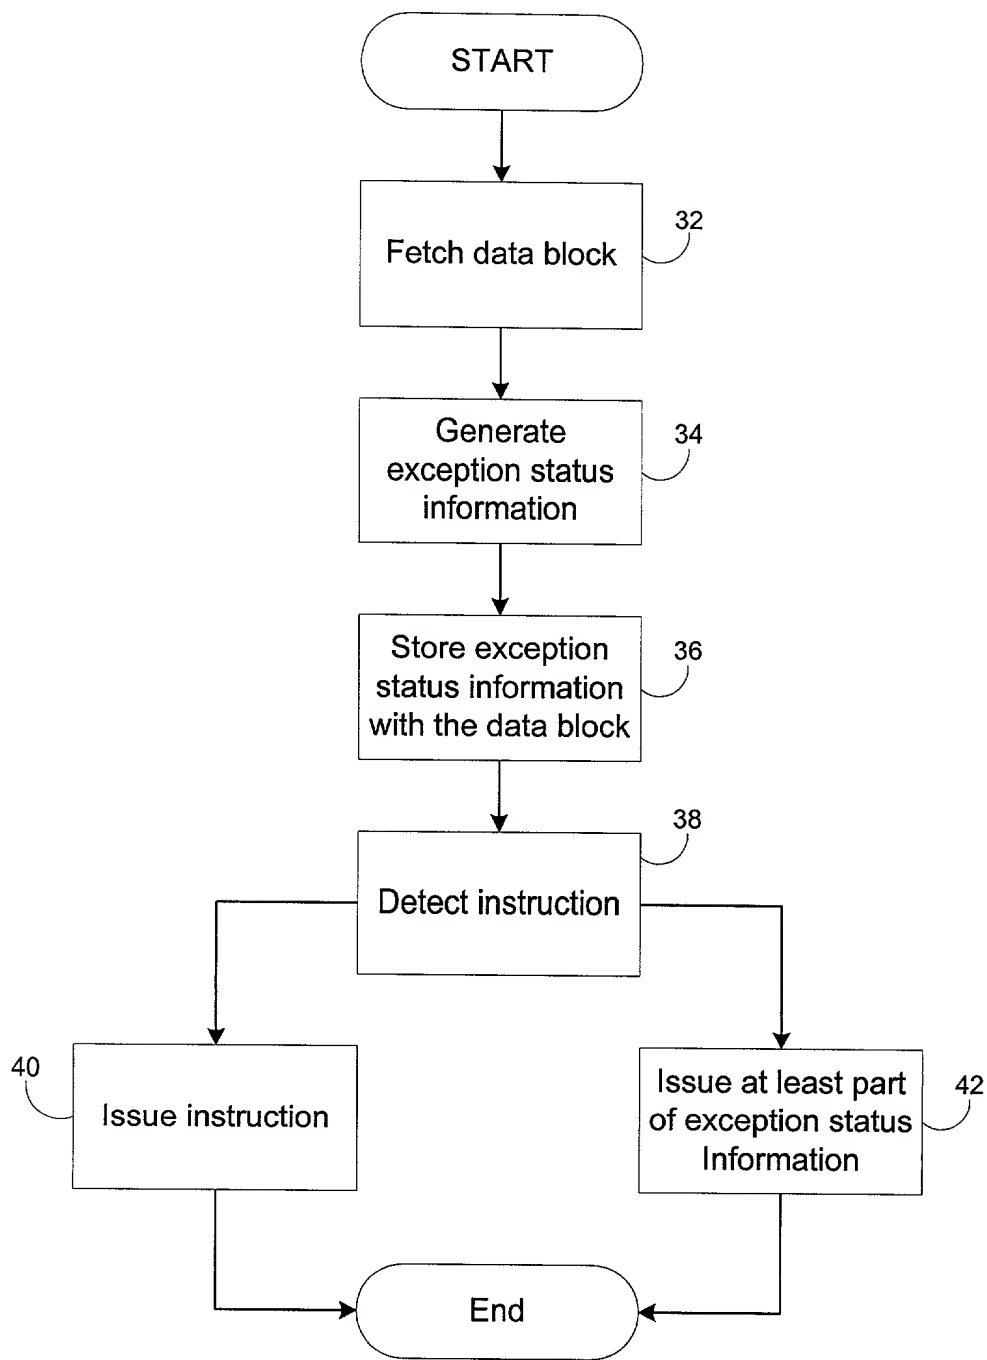 START
Fetch data block
32
Generate
exception status
information
34
Store exception
status information
with the data block
36
Detect instruction
38
40
Issue instruction
Issue at least part
of exception status
Information
42
End